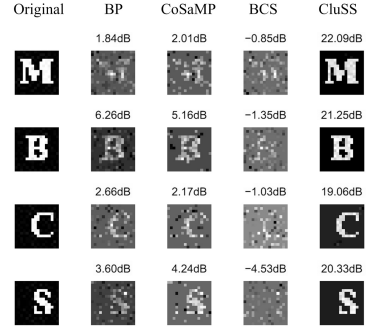 Original BP CoSaMP BCS CluSS
1.84dB 2.01dB −0.85dB 22.09dB
M M
6.26dB 5.16dB −1.35dB 21.25dB
B B B B
2.66dB 2.17dB −1.03dB 19.06dB
C C C C
3.60dB 4.24dB −4.53dB 20.33dB
S S S S